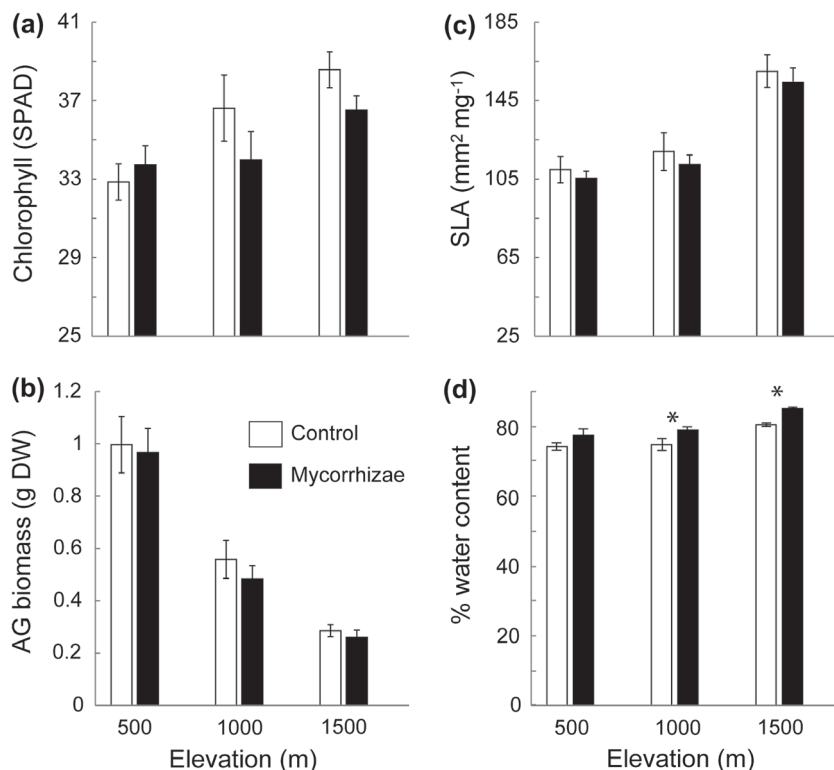 (a)
Chlorophyll (SPAD)
41
37
33
29
25
(c)
SLA (mm² mg⁻¹)
185
145
105
65
25
(b)
AG biomass (g DW)
1.2
1
0.8
0.6
0.4
0.2
0
Control
Mycorrhizae
500 1000 1500
Elevation (m)
(d)
% water content
80
60
40
20
0
*
*
500 1000 1500
Elevation (m)